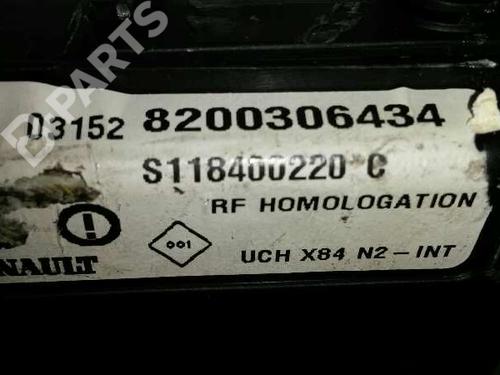 B-PARTS
03152 8200306434
S118400220 C
RF HOMOLOGATION
001
NAULT
UCH X84 N2-INT